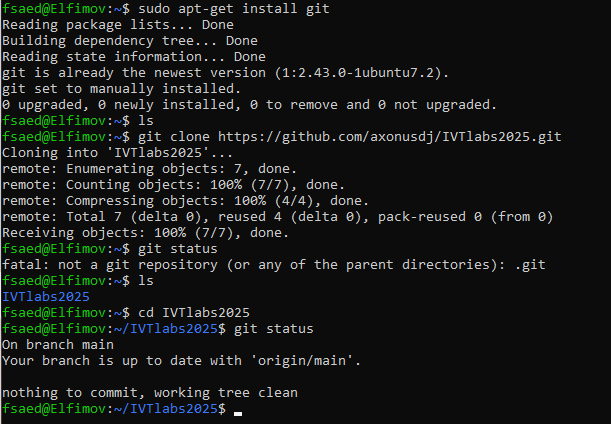 fsaed@Elfimov:~$ sudo apt-get install git
Reading package lists... Done
Building dependency tree... Done
Reading state information... Done
git is already the newest version (1:2.43.0-1ubuntu7.2).
git set to manually installed.
0 upgraded, 0 newly installed, 0 to remove and 0 not upgraded.
fsaed@Elfimov:~$ ls
fsaed@Elfimov:~$ git clone https://github.com/axonusdj/IVTlabs2025.git
Cloning into 'IVTlabs2025'...
remote: Enumerating objects: 7, done.
remote: Counting objects: 100% (7/7), done.
remote: Compressing objects: 100% (4/4), done.
remote: Total 7 (delta 0), reused 4 (delta 0), pack-reused 0 (from 0)
Receiving objects: 100% (7/7), done.
fsaed@Elfimov:~$ git status
fatal: not a git repository (or any of the parent directories): .git
fsaed@Elfimov:~$ ls
IVTlabs2025
fsaed@Elfimov:~$ cd IVTlabs2025
fsaed@Elfimov:~/IVTlabs2025$ git status
On branch main
Your branch is up to date with 'origin/main'.
nothing to commit, working tree clean
fsaed@Elfimov:~/IVTlabs2025$